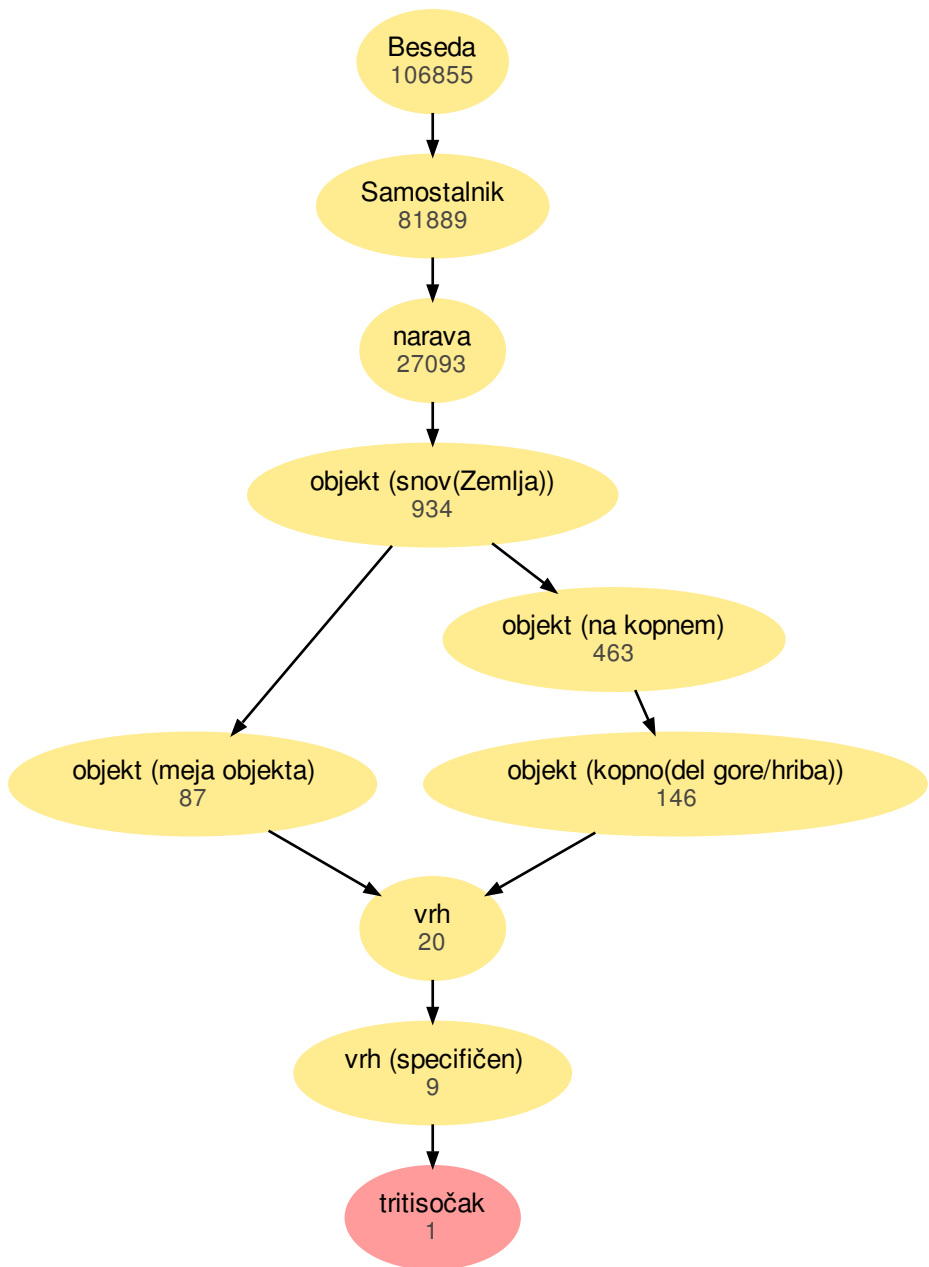 Beseda
106855
Samostalnik
81889
narava
27093
objekt (snov(Zemlja))
934
objekt (na kopnem)
463
objekt (meja objekta)
87
objekt (kopno(del gore/hriba))
146
vrh
20
vrh (specifičen)
9
tritisočak
1